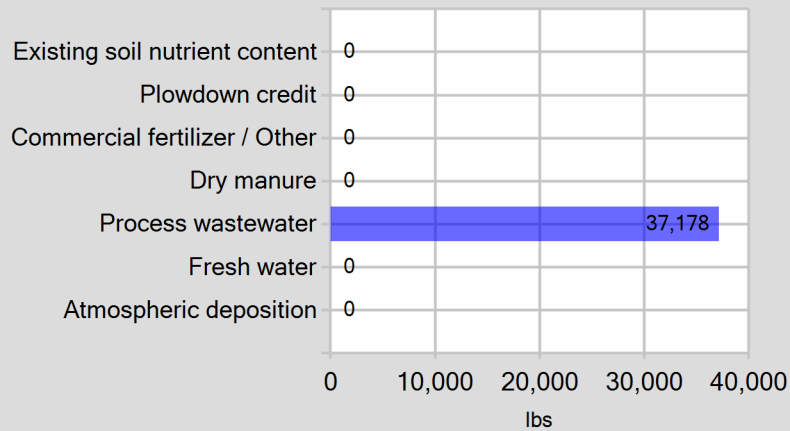 Existing soil nutrient content 0
Plowdown credit 0
Commercial fertilizer / Other 0
Dry manure 0
Process wastewater 37,178
Fresh water 0
Atmospheric deposition 0
0 10,000 20,000 30,000 40,000
lbs